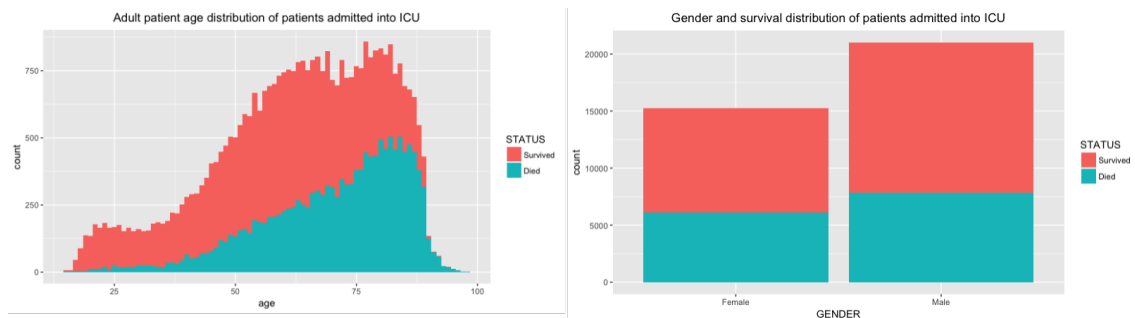 Adult patient age distribution of patients admitted into ICU
750
500
250
0
count
25
50
75
100
age
STATUS
Survived
Died
Gender and survival distribution of patients admitted into ICU
20000
15000
10000
5000
0
count
Female
Male
GENDER
STATUS
Survived
Died